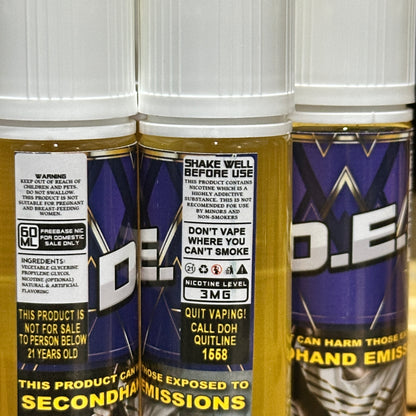 WARNING
KEEP OUT OF REACH OF
CHILDREN AND PETS.
DO NOT SWALLOW.
THIS PRODUCT IS
NOT SUITABLE FOR
PREGNANT
AND BREAST-FEEDING
WOMEN.
60
ML
FREEBASE NIC
FOR DOMESTIC
SALE ONLY
INGREDIENTS:
VEGETABLE GLYCERINE
PROPYLENE GLYCOL
NICOTINE (OPTIONAL)
NATURAL & ARTIFICIAL
FLAVORING
THIS PRODUCT IS
NOT FOR SALE
TO PERSON BELOW
21 YEARS OLD
D
THIS PRODUCT CAN
SECONDHAN
SHAKE WELL
BEFORE USE
THIS PRODUCT CONTAINS
NICOTINE WHICH IS A
HIGHLY ADDICTIVE
SUBSTANCE. THIS IS NOT
RECOMENDED FOR USE
BY MINORS AND
NON-SMOKERS
DON'T VAPE
WHERE YOU
CAN'T SMOKE
21
NICOTINE LEVEL
3MG
QUIT VAPING!
CALL DOH
QUITLINE
1558
.E.
THOSE EXPOSED TO
EMISSIONS
D.E.
CAN HARM THOSE EX
DHAND EMISS